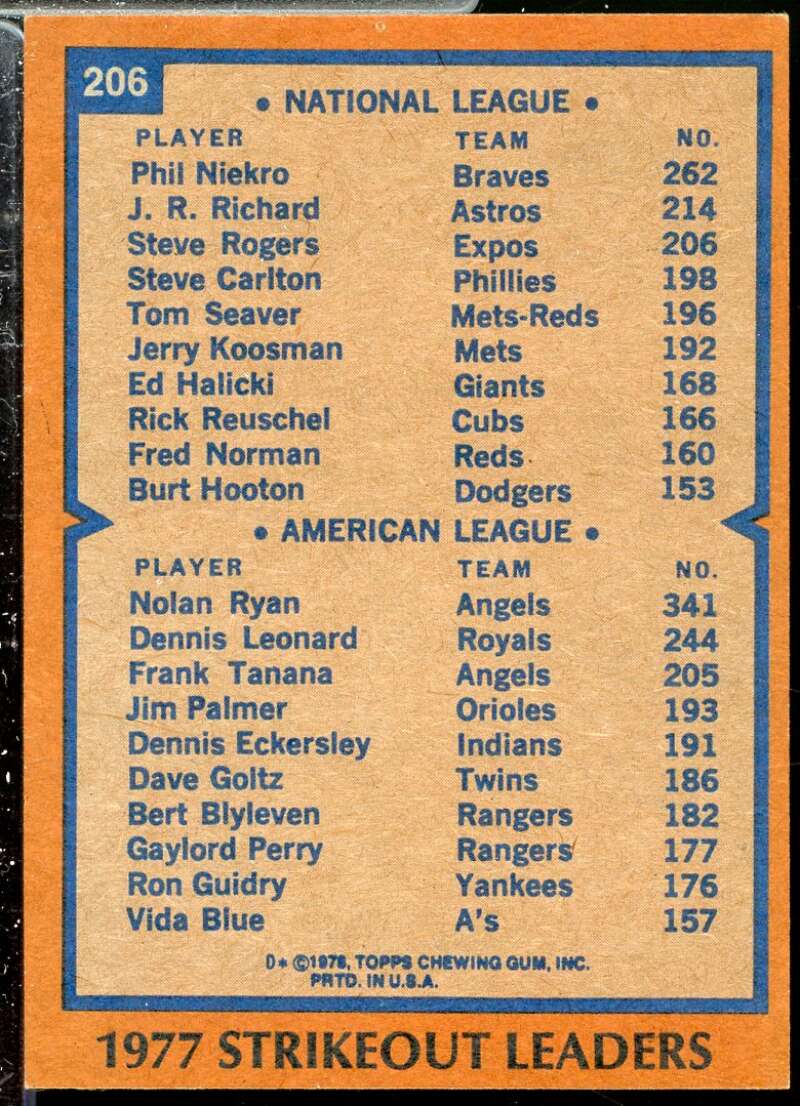 206
• NATIONAL LEAGUE •
PLAYER TEAM NO.
Phil Niekro Braves 262
J. R. Richard Astros 214
Steve Rogers Expos 206
Steve Carlton Phillies 198
Tom Seaver Mets-Reds 196
Jerry Koosman Mets 192
Ed Halicki Giants 168
Rick Reuschel Cubs 166
Fred Norman Reds 160
Burt Hooton Dodgers 153
• AMERICAN LEAGUE •
PLAYER TEAM NO.
Nolan Ryan Angels 341
Dennis Leonard Royals 244
Frank Tanana Angels 205
Jim Palmer Orioles 193
Dennis Eckersley Indians 191
Dave Goltz Twins 186
Bert Blyleven Rangers 182
Gaylord Perry Rangers 177
Ron Guidry Yankees 176
Vida Blue A's 157
D* ©1978, TOPPS CHEWING GUM, INC.
PRTD. IN U.S.A.
1977 STRIKEOUT LEADERS